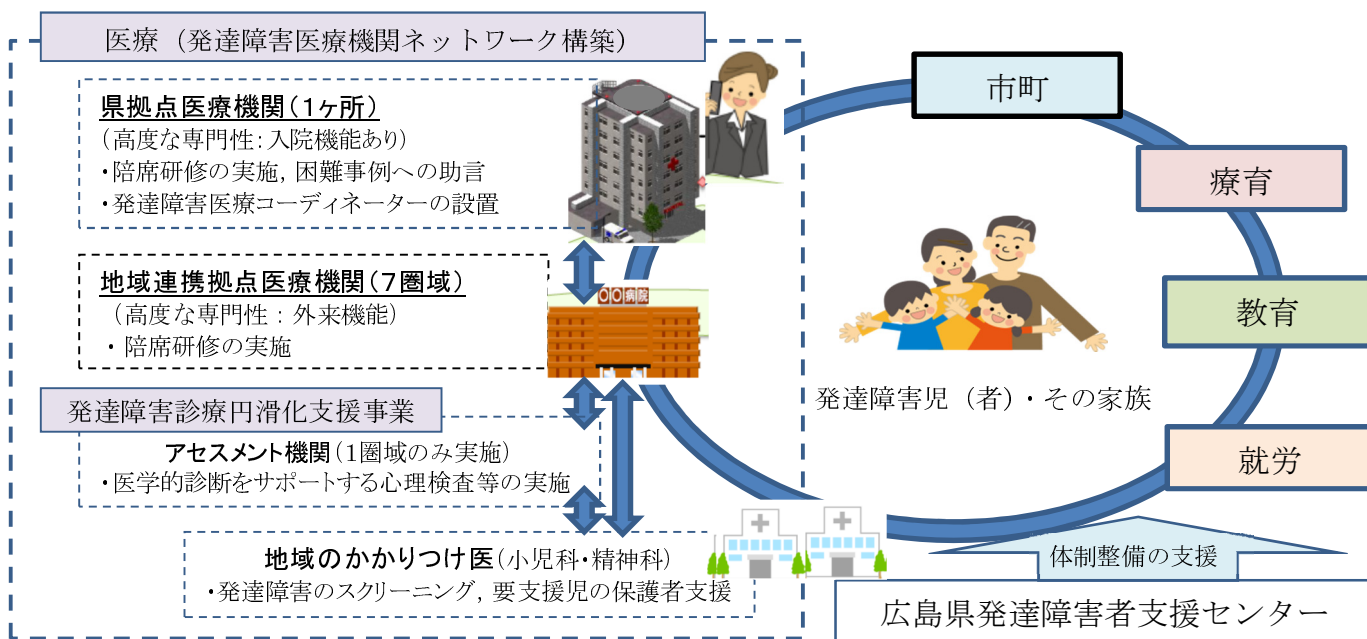 医療（発達障害医療機関ネットワーク構築）
県拠点医療機関（１ヶ所）
（高度な専門性：入院機能あり）
・陪席研修の実施，困難事例への助言
・発達障害医療コーディネーターの設置
地域連携拠点医療機関（７圏域）
（高度な専門性：外来機能）
・陪席研修の実施
〇〇病院
発達障害診療円滑化支援事業
アセスメント機関（１圏域のみ実施）
・医学的診断をサポートする心理検査等の実施
地域のかかりつけ医（小児科・精神科）
・発達障害のスクリーニング，要支援児の保護者支援
市町
療育
教育
就労
発達障害児（者）・その家族
体制整備の支援
広島県発達障害者支援センター